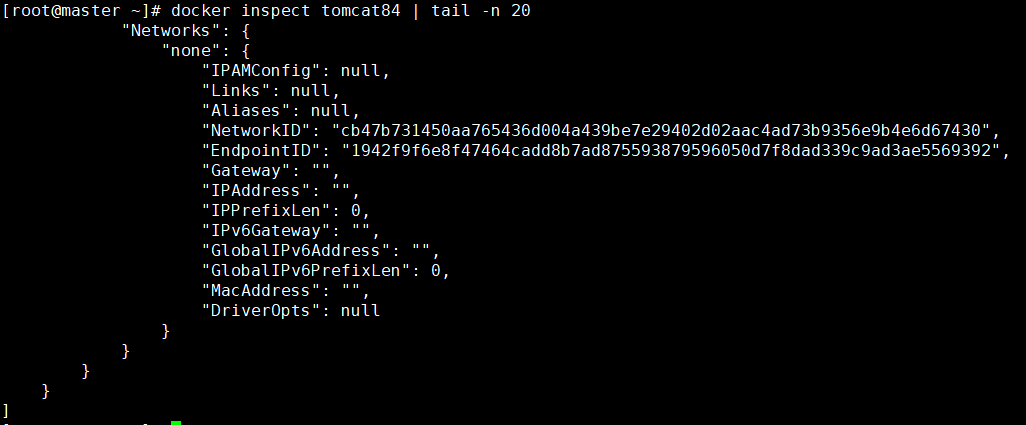 [root@master ~]# docker inspect tomcat84 | tail -n 20
            "Networks": {
                "none": {
                    "IPAMConfig": null,
                    "Links": null,
                    "Aliases": null,
                    "NetworkID": "cb47b731450aa765436d004a439be7e29402d02aac4ad73b9356e9b4e6d67430",
                    "EndpointID": "1942f9f6e8f47464cadd8b7ad875593879596050d7f8dad339c9ad3ae5569392",
                    "Gateway": "",
                    "IPAddress": "",
                    "IPPrefixLen": 0,
                    "IPv6Gateway": "",
                    "GlobalIPv6Address": "",
                    "GlobalIPv6PrefixLen": 0,
                    "MacAddress": "",
                    "DriverOpts": null
                }
            }
        }
    }
]